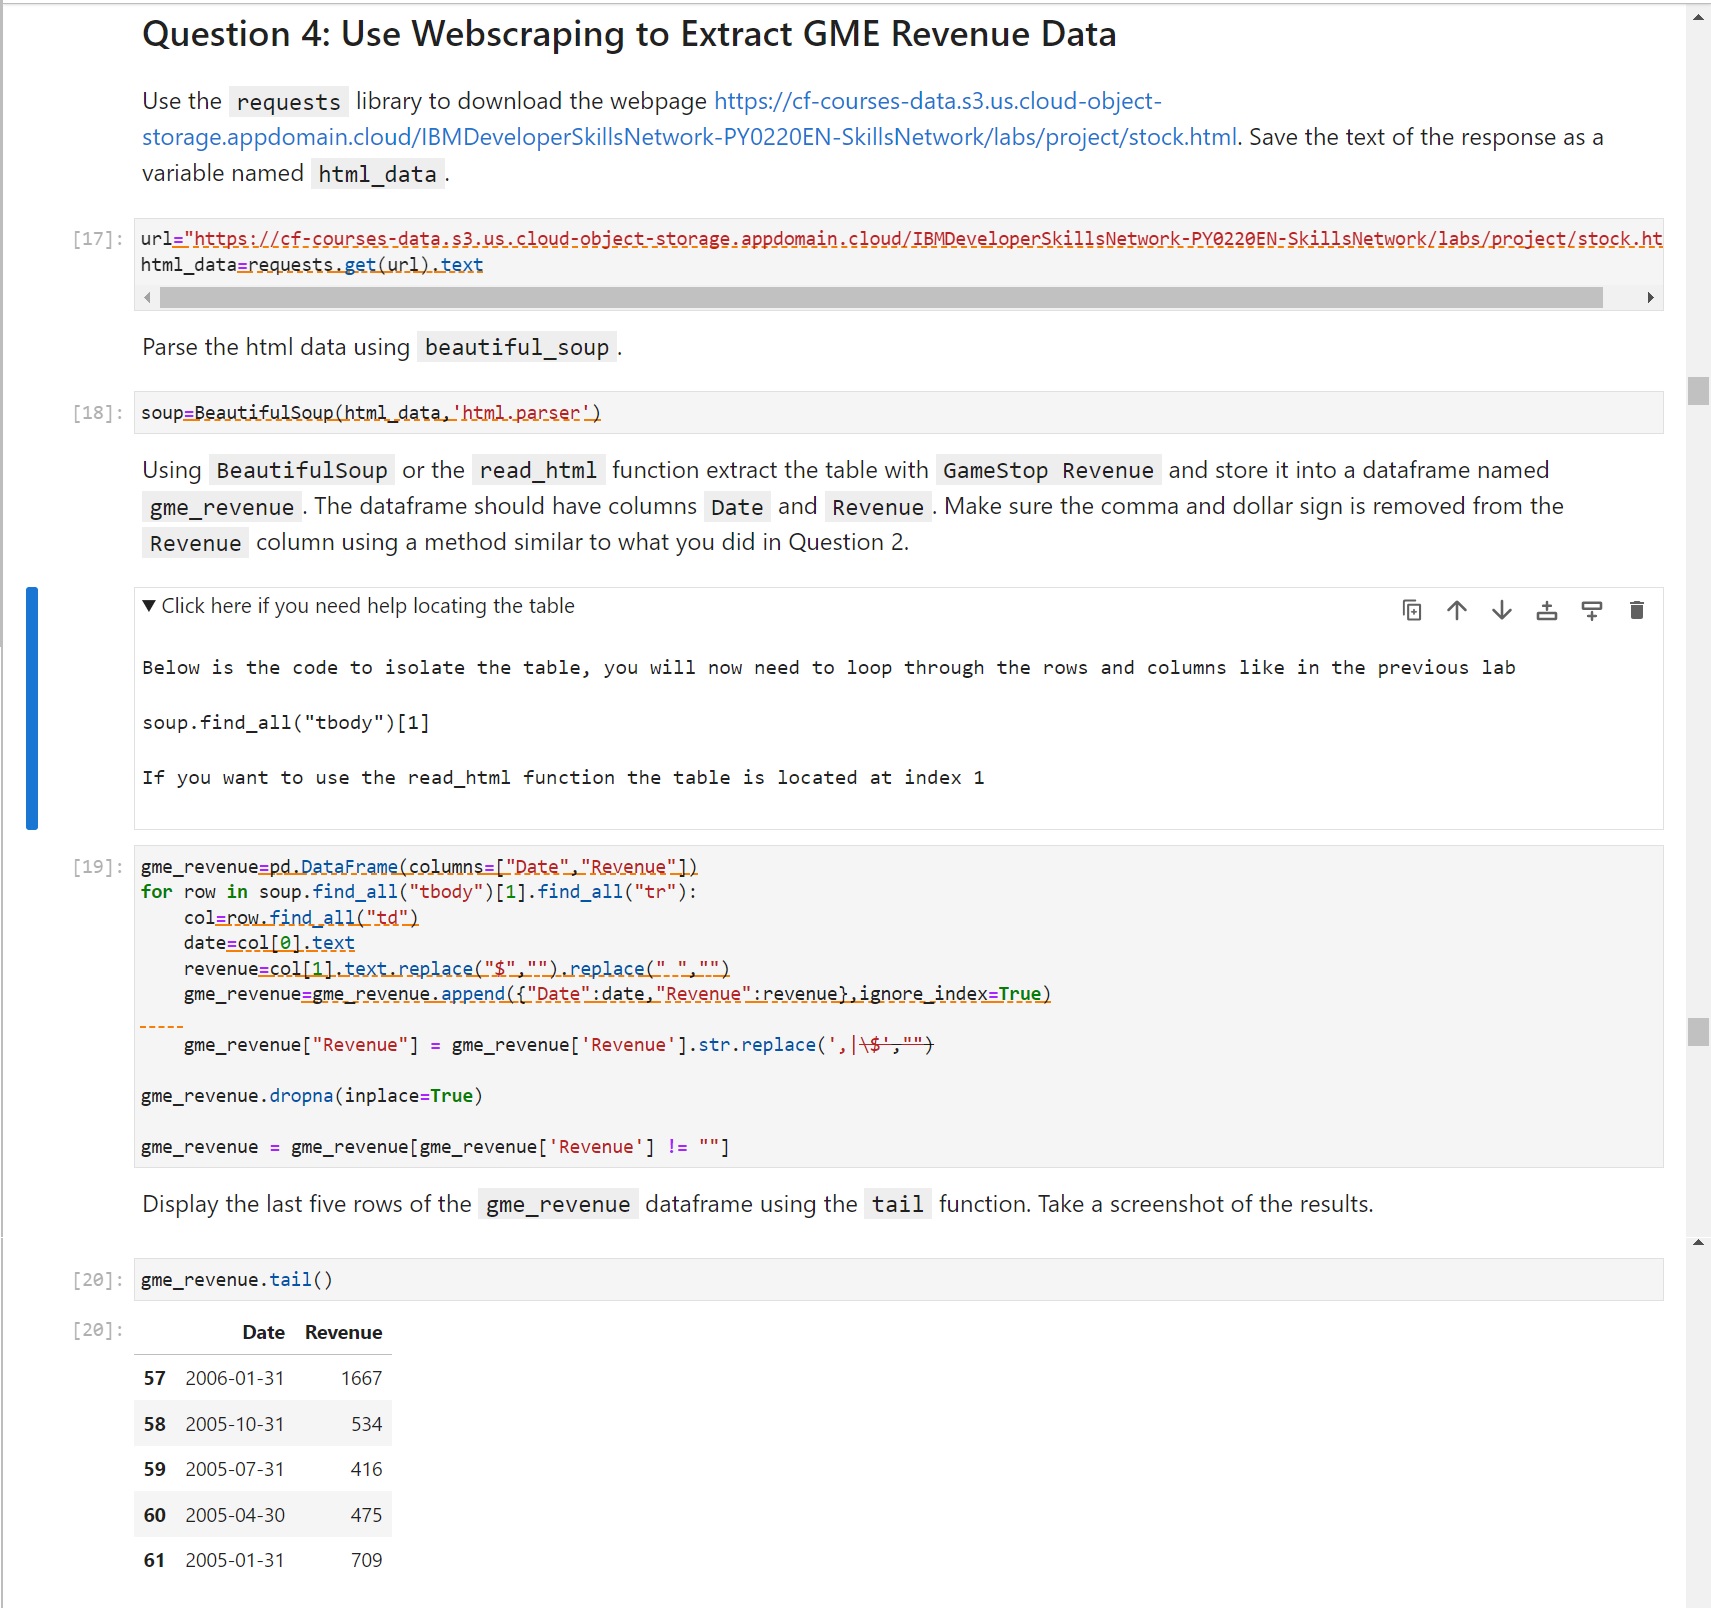 Question 4: Use Webscraping to Extract GME Revenue Data
Use the requests library to download the webpage https://cf-courses-data.s3.us.cloud-object-
storage.appdomain.cloud/IBMDeveloperSkillsNetwork-PY0220EN-SkillsNetwork/labs/project/stock.html. Save the text of the response as a
variable named html_data.
[17]: url="https://cf-courses-data.s3.us.cloud-object-storage.appdomain.cloud/IBMDeveloperSkillsNetwork-PY0220EN-SkillsNetwork/labs/project/stock.ht
html_data=requests.get(url).text
Parse the html data using beautiful_soup.
[18]: soup=BeautifulSoup(html_data,'html.parser')
Using BeautifulSoup or the read_html function extract the table with GameStop Revenue and store it into a dataframe named
gme_revenue. The dataframe should have columns Date and Revenue. Make sure the comma and dollar sign is removed from the
Revenue column using a method similar to what you did in Question 2.
▼ Click here if you need help locating the table
Below is the code to isolate the table, you will now need to loop through the rows and columns like in the previous lab
soup.find_all("tbody")[1]
If you want to use the read_html function the table is located at index 1
[19]: gme_revenue=pd.DataFrame(columns=["Date","Revenue"])
for row in soup.find_all("tbody")[1].find_all("tr"):
    col=row.find_all("td")
    date=col[0].text
    revenue=col[1].text.replace("$","").replace(" ","")
    gme_revenue=gme_revenue.append({"Date":date,"Revenue":revenue},ignore_index=True)
    gme_revenue["Revenue"] = gme_revenue['Revenue'].str.replace(',|\$',"")
gme_revenue.dropna(inplace=True)
gme_revenue = gme_revenue[gme_revenue['Revenue'] != ""]
Display the last five rows of the gme_revenue dataframe using the tail function. Take a screenshot of the results.
[20]: gme_revenue.tail()
[20]: Date Revenue
57 2006-01-31 1667
58 2005-10-31 534
59 2005-07-31 416
60 2005-04-30 475
61 2005-01-31 709